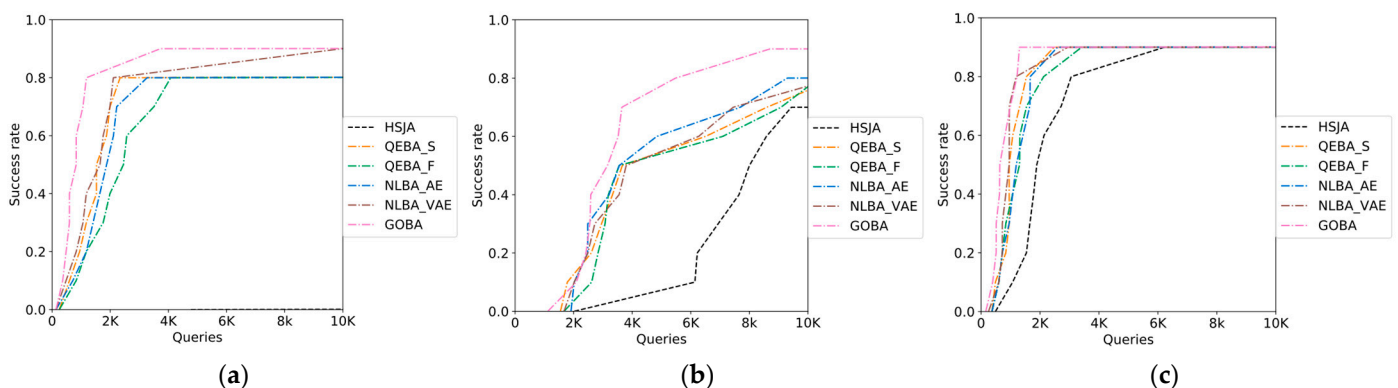 1.0
0.8
0.6
0.4
0.2
0.0
Success rate
0
2K
4K
6K
8K
10K
Queries
HSJA
QEBA_S
QEBA_F
NLBA_AE
NLBA_VAE
GOBA
(a)
1.0
0.8
0.6
0.4
0.2
0.0
Success rate
0
2K
4K
6K
8K
10K
Queries
HSJA
QEBA_S
QEBA_F
NLBA_AE
NLBA_VAE
GOBA
(b)
1.0
0.8
0.6
0.4
0.2
0.0
Success rate
0
2K
4K
6K
8K
10K
Queries
HSJA
QEBA_S
QEBA_F
NLBA_AE
NLBA_VAE
GOBA
(c)